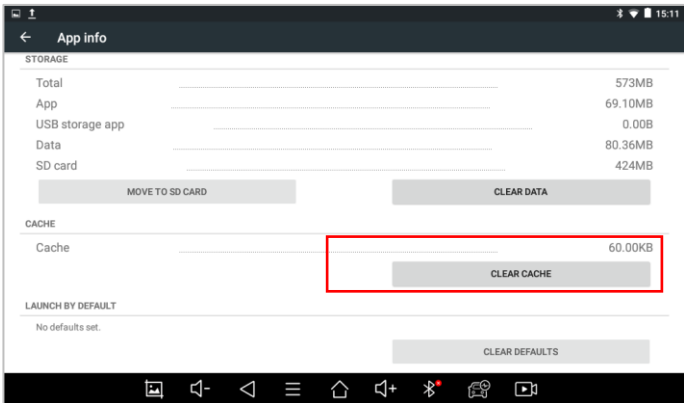 15:11
App info
STORAGE
Total 573MB
App 69.10MB
USB storage app 0.00B
Data 80.36MB
SD card 424MB
MOVE TO SD CARD CLEAR DATA
CACHE
Cache 60.00KB
CLEAR CACHE
LAUNCH BY DEFAULT
No defaults set.
CLEAR DEFAULTS